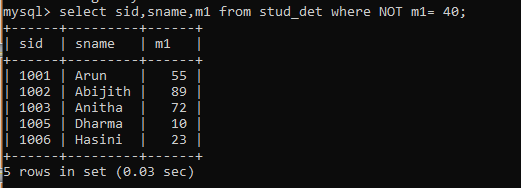 mysql> select sid,sname,m1 from stud_det where NOT m1= 40;
+------+----------+------+
| sid  | sname    | m1   |
+------+----------+------+
| 1001 | Arun     |   55 |
| 1002 | Abijith  |   89 |
| 1003 | Anitha   |   72 |
| 1005 | Dharma   |   10 |
| 1006 | Hasini   |   23 |
+------+----------+------+
5 rows in set (0.03 sec)